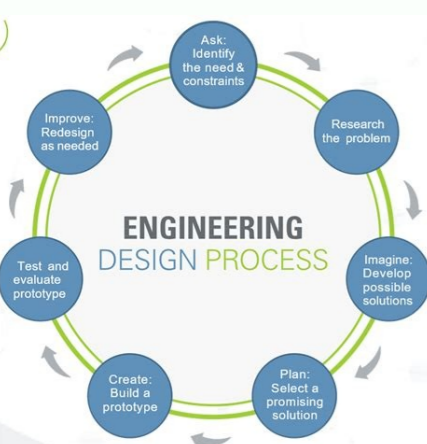 Ask:
Identify
the need &
constraints
Research
the problem
Imagine:
Develop
possible
solutions
Plan:
Select a
promising
solution
Create:
Build a
prototype
Test and
evaluate
prototype
Improve:
Redesign
as needed
ENGINEERING
DESIGN PROCESS